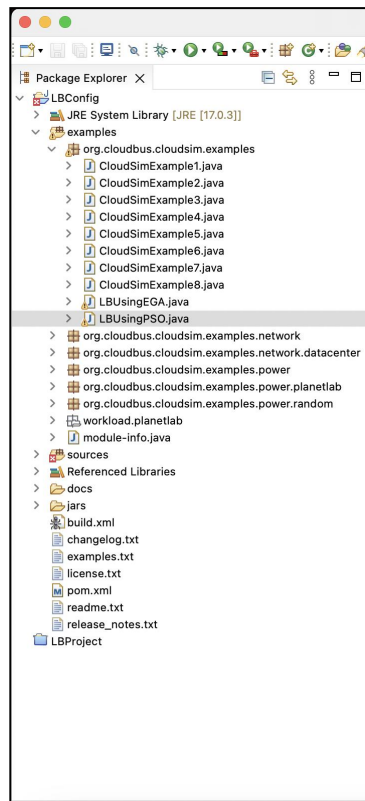 Package Explorer
LBConfig
JRE System Library [JRE [17.0.3]]
examples
org.cloudbus.cloudsim.examples
CloudSimExample1.java
CloudSimExample2.java
CloudSimExample3.java
CloudSimExample4.java
CloudSimExample5.java
CloudSimExample6.java
CloudSimExample7.java
CloudSimExample8.java
LBUsingEGA.java
LBUsingPSO.java
org.cloudbus.cloudsim.examples.network
org.cloudbus.cloudsim.examples.network.datacenter
org.cloudbus.cloudsim.examples.power
org.cloudbus.cloudsim.examples.power.planetlab
org.cloudbus.cloudsim.examples.power.random
workload.planetlab
module-info.java
sources
Referenced Libraries
docs
jars
build.xml
changelog.txt
examples.txt
license.txt
pom.xml
readme.txt
release_notes.txt
LBProject